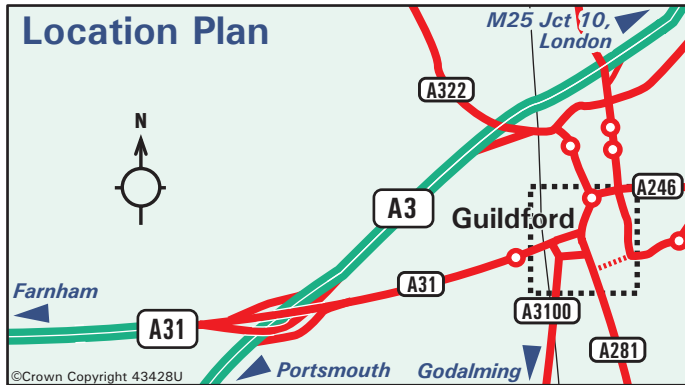 Location Plan
M25 Jct 10,
London
A322
N
A246
A3
Guildford
A31
Farnham
A31
A3100
A281
Portsmouth
Godalming
©Crown Copyright 43428U